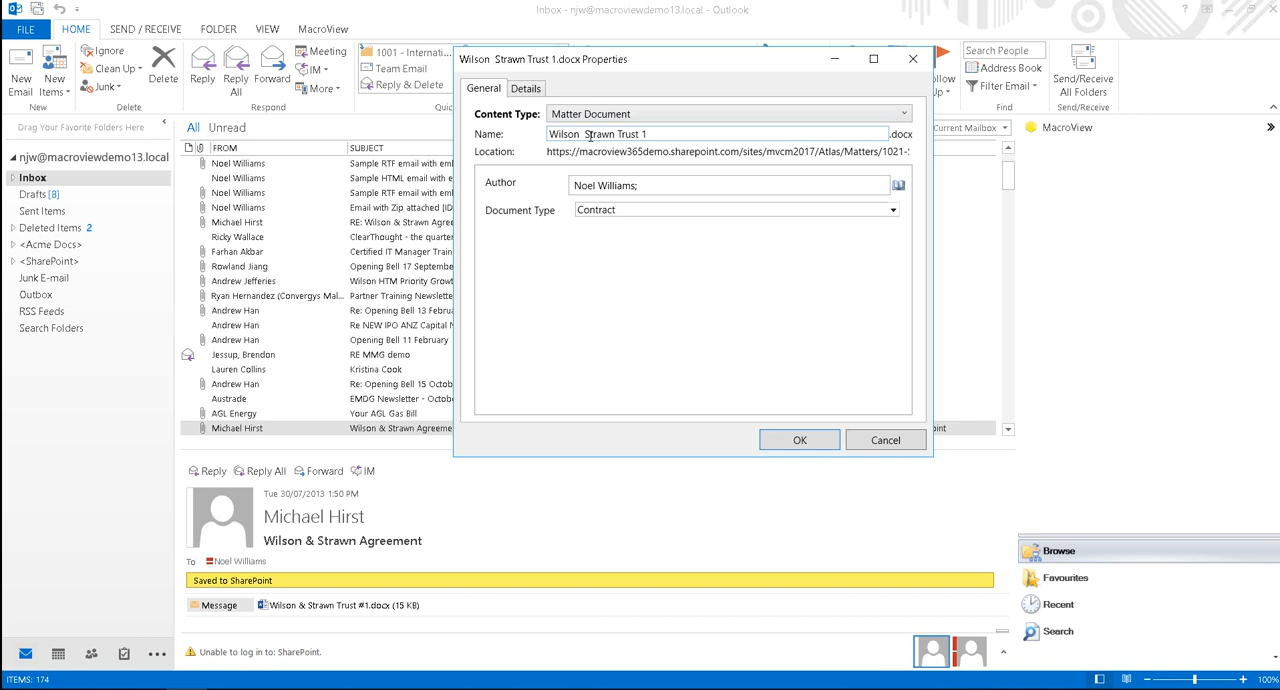 Inbox - njw@macroviewdemo13.local - Outlook
FILE HOME SEND / RECEIVE FOLDER VIEW MacroView
New Email
New Items
Ignore
Clean Up
Junk
Delete
Reply
Reply All
Forward
Meeting
IM
More
1001 - Internati...
Team Email
Reply & Delete
Search People
Address Book
Filter Email
Send/Receive All Folders
New Delete Respond Find Send/Receive
Drag Your Favorite Folders Here
njw@macroviewdemo13.local
Inbox
Drafts [8]
Sent Items
Deleted Items 2
<Acme Docs>
<SharePoint>
Junk E-mail
Outbox
RSS Feeds
Search Folders
All Unread
Current Mailbox
FROM SUBJECT
Noel Williams Sample RTF email with
Noel Williams Sample HTML email with
Noel Williams Sample RTF email with
Noel Williams Email with Zip attached [ID
Michael Hirst RE: Wilson & Strawn Agree
Ricky Wallace ClearThought - the quarte
Farhan Akbar Certified IT Manager Train
Rowland Jiang Opening Bell 17 Septembe
Andrew Jefferies Wilson HTM Priority Growt
Ryan Hernandez (Convergys Mal... Partner Training Newslette
Andrew Han Re: Opening Bell 13 Februa
Andrew Han Re NEW IPO ANZ Capital N
Andrew Han Re: Opening Bell 11 Februa
Jessup, Brendon RE MMG demo
Lauren Collins Kristina Cook
Andrew Han Re: Opening Bell 15 Octob
Austrade EMDG Newsletter - Octobe
AGL Energy Your AGL Gas Bill
Michael Hirst Wilson & Strawn Agreeme
Wilson  Strawn Trust 1.docx Properties
General Details
Content Type: Matter Document
Name: Wilson  Strawn Trust 1 .docx
Location: https://macroview365demo.sharepoint.com/sites/mvcm2017/Atlas/Matters/1021-
Author Noel Williams;
Document Type Contract
OK Cancel
Reply Reply All Forward IM
Tue 30/07/2013 1:50 PM
Michael Hirst
Wilson & Strawn Agreement
To Noel Williams
Saved to SharePoint
Message Wilson & Strawn Trust #1.docx (15 KB)
Unable to log in to: SharePoint.
MacroView
Browse
Favourites
Recent
Search
ITEMS: 174
100%